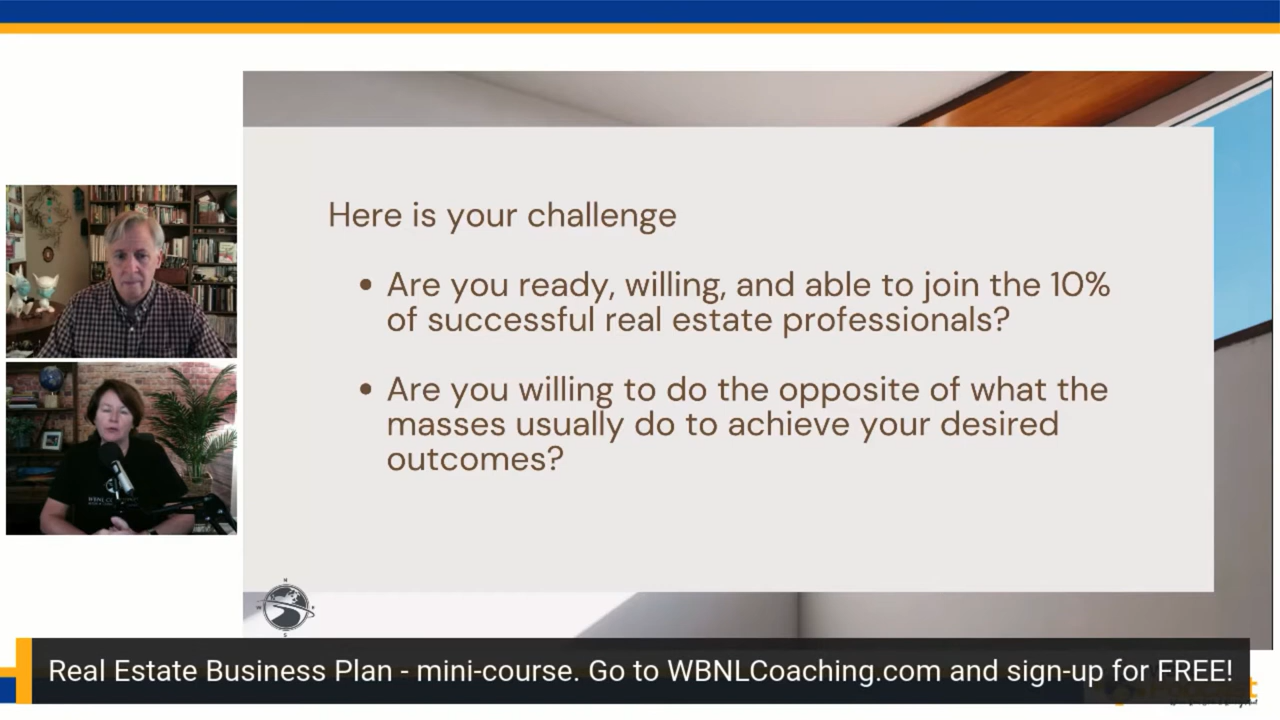 Here is your challenge
• Are you ready, willing, and able to join the 10%
of successful real estate professionals?
• Are you willing to do the opposite of what the
masses usually do to achieve your desired
outcomes?
N
S
Real Estate Business Plan - mini-course. Go to WBNLCoaching.com and sign-up for FREE!